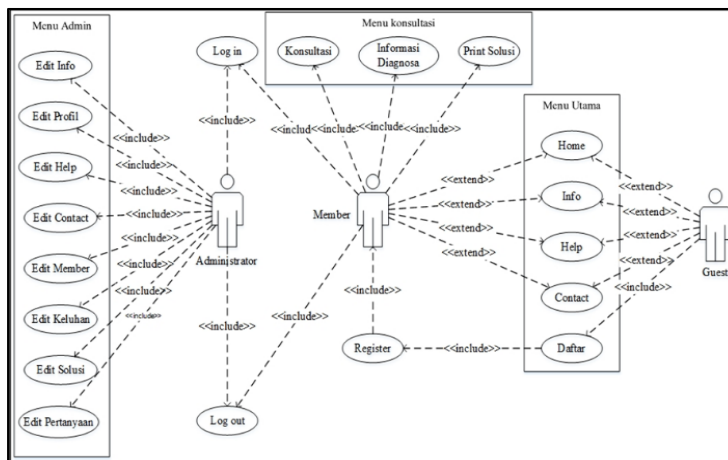 Menu Admin
Edit Info
Edit Profil
Edit Help
Edit Contact
Edit Member
Edit Keluhan
Edit Solusi
Edit Pertanyaan
<<include>>
<<include>>
<<include>>
<<include>>
<<include>>
<<include>>
<<include>>
<<include>>
Log in
<<include>>
Administrator
<<include>>
Log out
Menu konsultasi
Konsultasi
Informasi
Diagnosa
Print Solusi
<<includ
<<include
<<include
<<include>>
Member
<<include>>
<<include>>
Register
<<include>>
<<extend>>
<<extend>>
<<extend>>
<<extend>>
Menu Utama
Home
Info
Help
Contact
Daftar
<<extend>>
<<extend>>
<<extend>>
<<extend>>
<<include>>
Guest